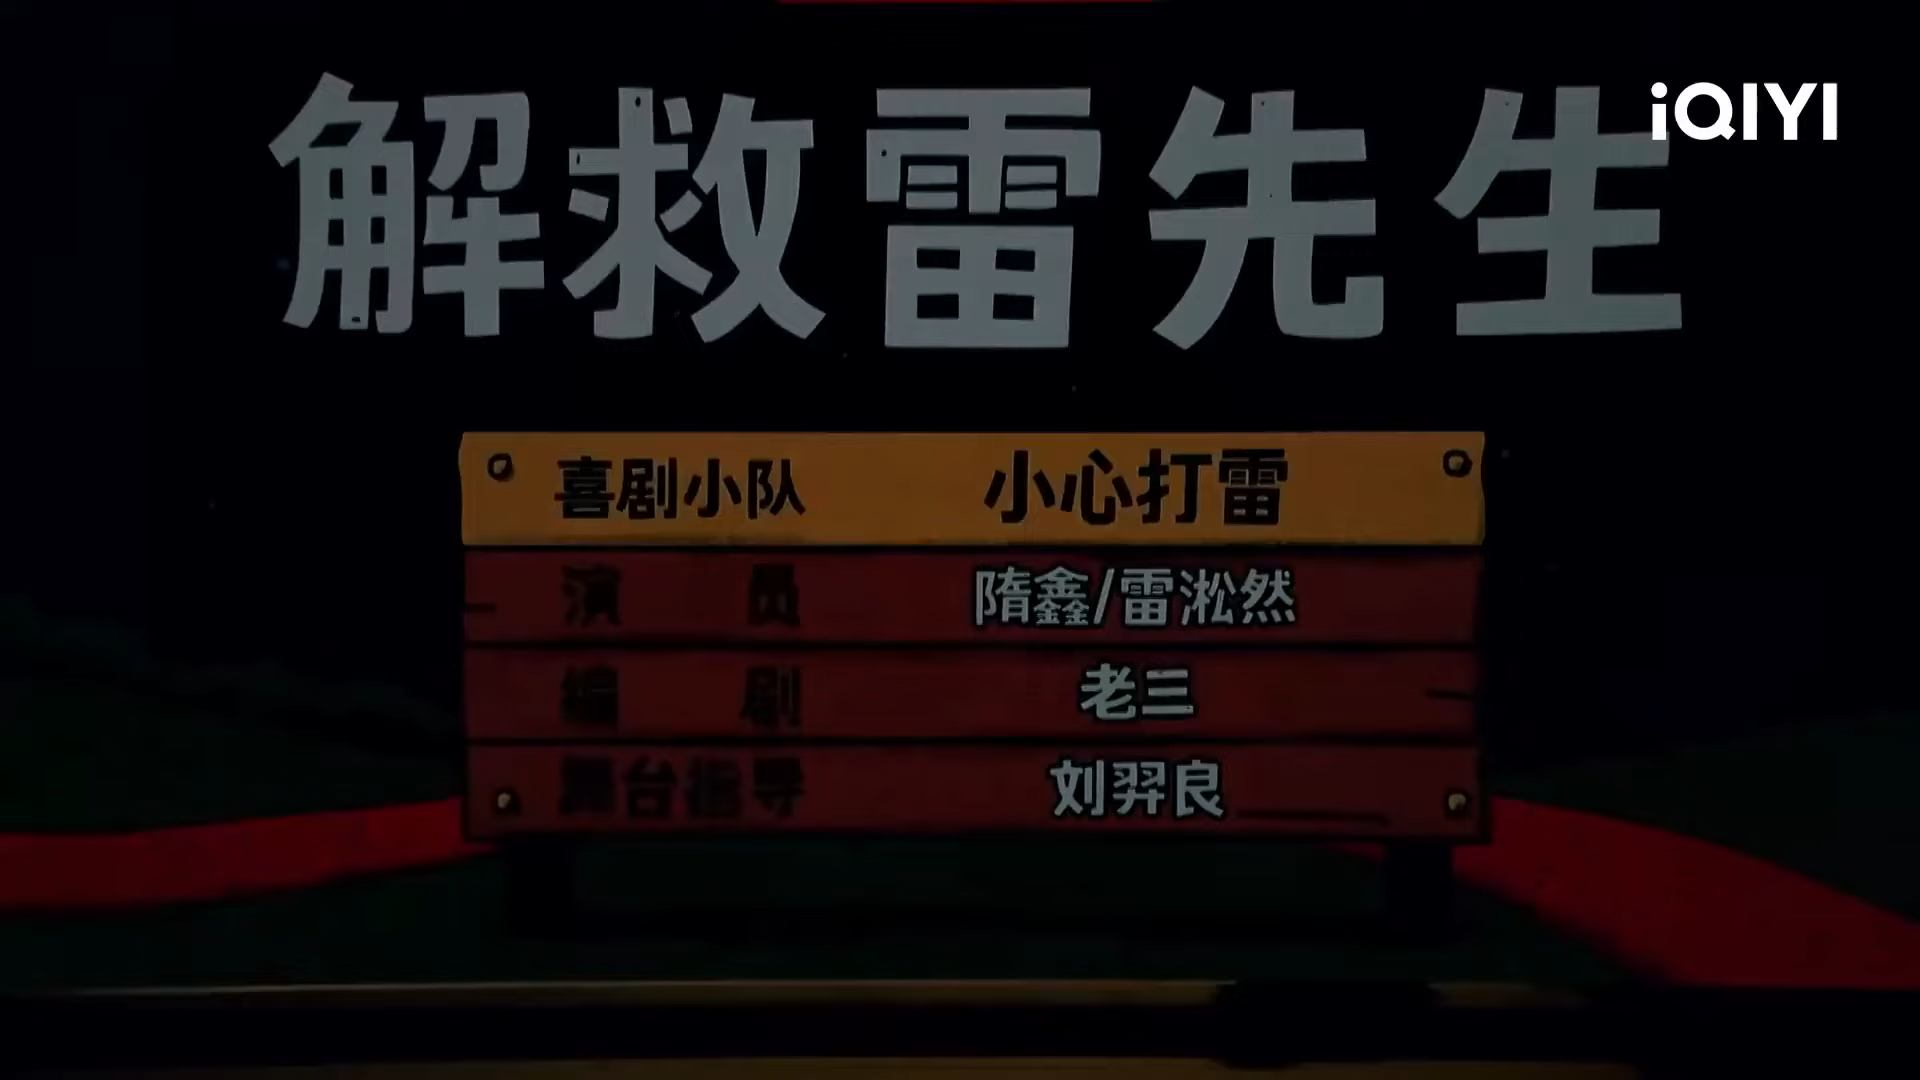 iQIYI
解救雷先生
喜剧小队 小心打雷
演员 隋鑫/雷淞然
编剧 老三
舞台指导 刘羿良